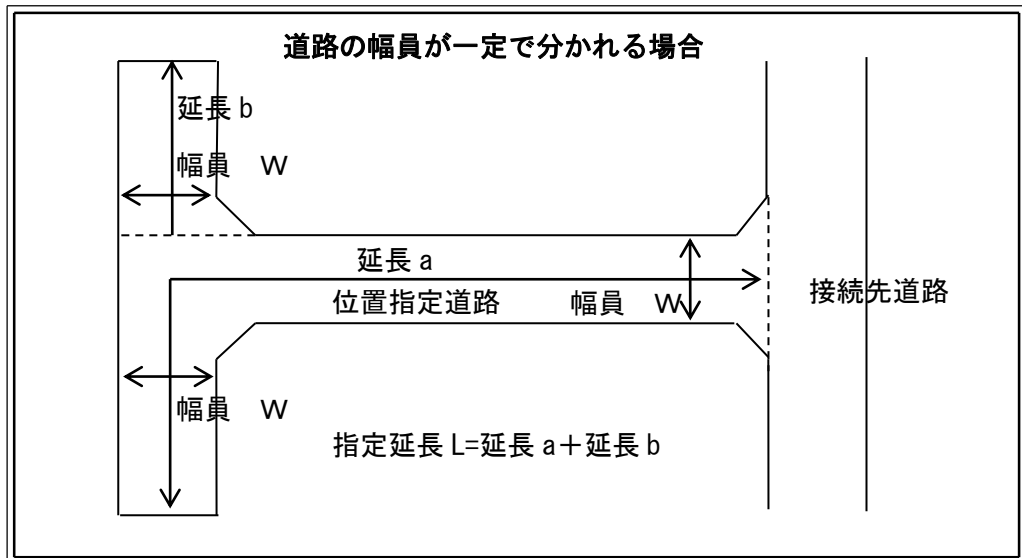 道路の幅員が一定で分かれる場合
延長 b
幅員 W
延長 a
位置指定道路 幅員 W
接続先道路
幅員 W
指定延長 L=延長 a＋延長 b